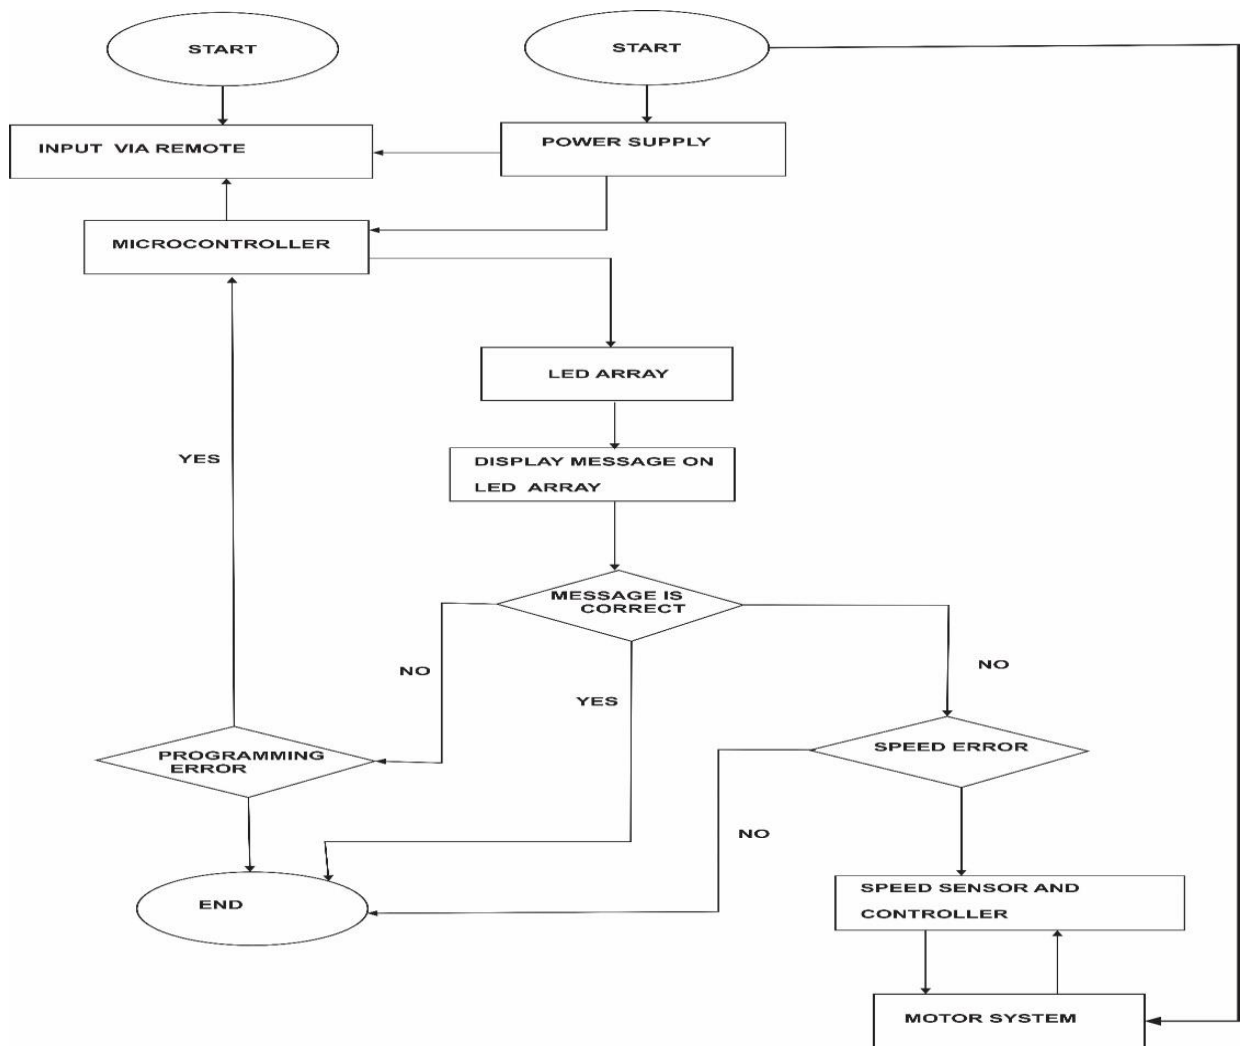 START
START
INPUT VIA REMOTE
POWER SUPPLY
MICROCONTROLLER
LED ARRAY
YES
DISPLAY MESSAGE ON
LED ARRAY
MESSAGE IS
CORRECT
NO
YES
NO
PROGRAMMING
ERROR
SPEED ERROR
NO
END
SPEED SENSOR AND
CONTROLLER
MOTOR SYSTEM